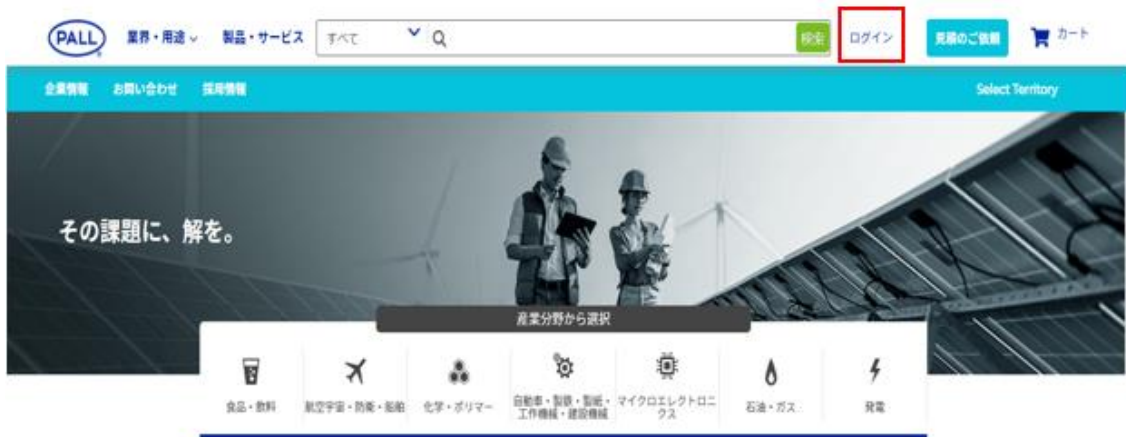 PALL
業界・用途
製品・サービス
すべて
検索
ログイン
見積のご依頼
カート
企業情報
お問い合わせ
採用情報
Select Territory
その課題に、解を。
産業分野から選択
食品・飲料
航空宇宙・防衛・船舶
化学・ポリマー
自動車・製鉄・製紙・
工作機械・建設機械
マイクロエレクトロニ
クス
石油・ガス
発電